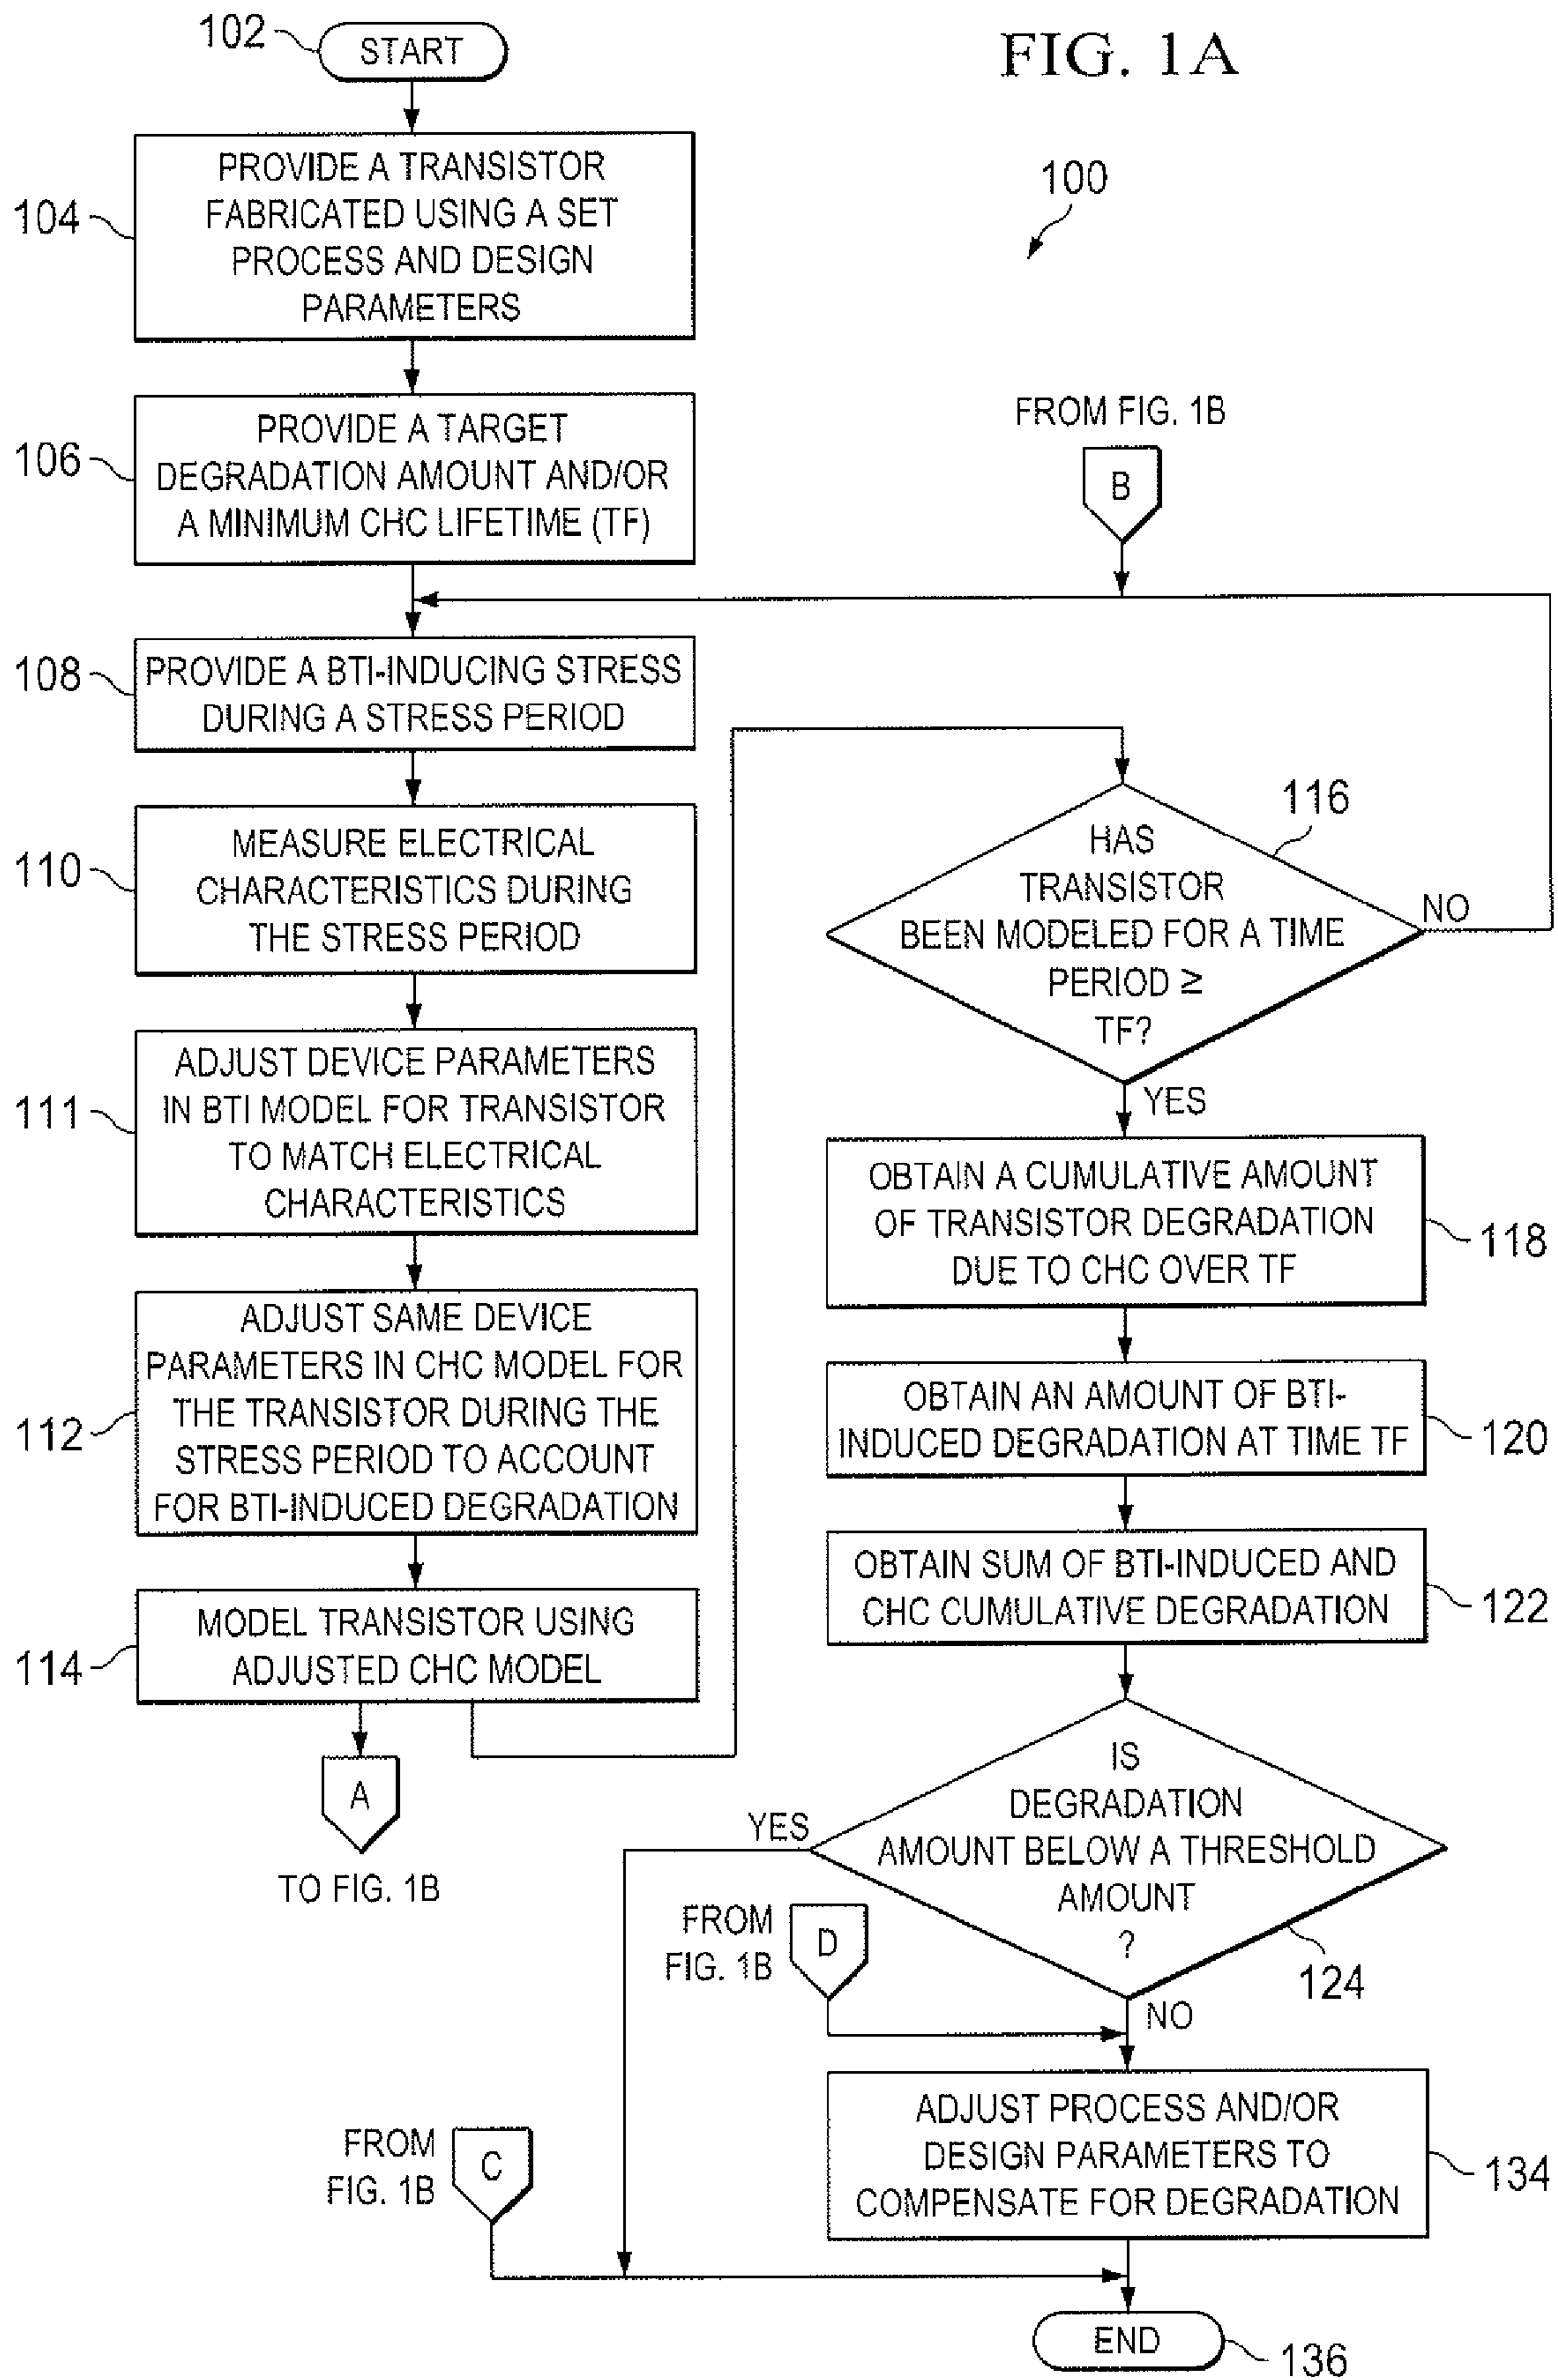 FIG. 1A
100
102
START
104
PROVIDE A TRANSISTOR
FABRICATED USING A SET
PROCESS AND DESIGN
PARAMETERS
106
PROVIDE A TARGET
DEGRADATION AMOUNT AND/OR
A MINIMUM CHC LIFETIME (TF)
FROM FIG. 1B
B
108
PROVIDE A BTI-INDUCING STRESS
DURING A STRESS PERIOD
110
MEASURE ELECTRICAL
CHARACTERISTICS DURING
THE STRESS PERIOD
111
ADJUST DEVICE PARAMETERS
IN BTI MODEL FOR TRANSISTOR
TO MATCH ELECTRICAL
CHARACTERISTICS
112
ADJUST SAME DEVICE
PARAMETERS IN CHC MODEL FOR
THE TRANSISTOR DURING THE
STRESS PERIOD TO ACCOUNT
FOR BTI-INDUCED DEGRADATION
114
MODEL TRANSISTOR USING
ADJUSTED CHC MODEL
A
TO FIG. 1B
116
HAS
TRANSISTOR
BEEN MODELED FOR A TIME
PERIOD ≥
TF?
NO
YES
OBTAIN A CUMULATIVE AMOUNT
OF TRANSISTOR DEGRADATION
DUE TO CHC OVER TF
118
OBTAIN AN AMOUNT OF BTI-
INDUCED DEGRADATION AT TIME TF
120
OBTAIN SUM OF BTI-INDUCED AND
CHC CUMULATIVE DEGRADATION
122
IS
DEGRADATION
AMOUNT BELOW A THRESHOLD
AMOUNT
?
YES
124
NO
FROM
FIG. 1B
D
ADJUST PROCESS AND/OR
DESIGN PARAMETERS TO
COMPENSATE FOR DEGRADATION
134
FROM
FIG. 1B
C
END
136